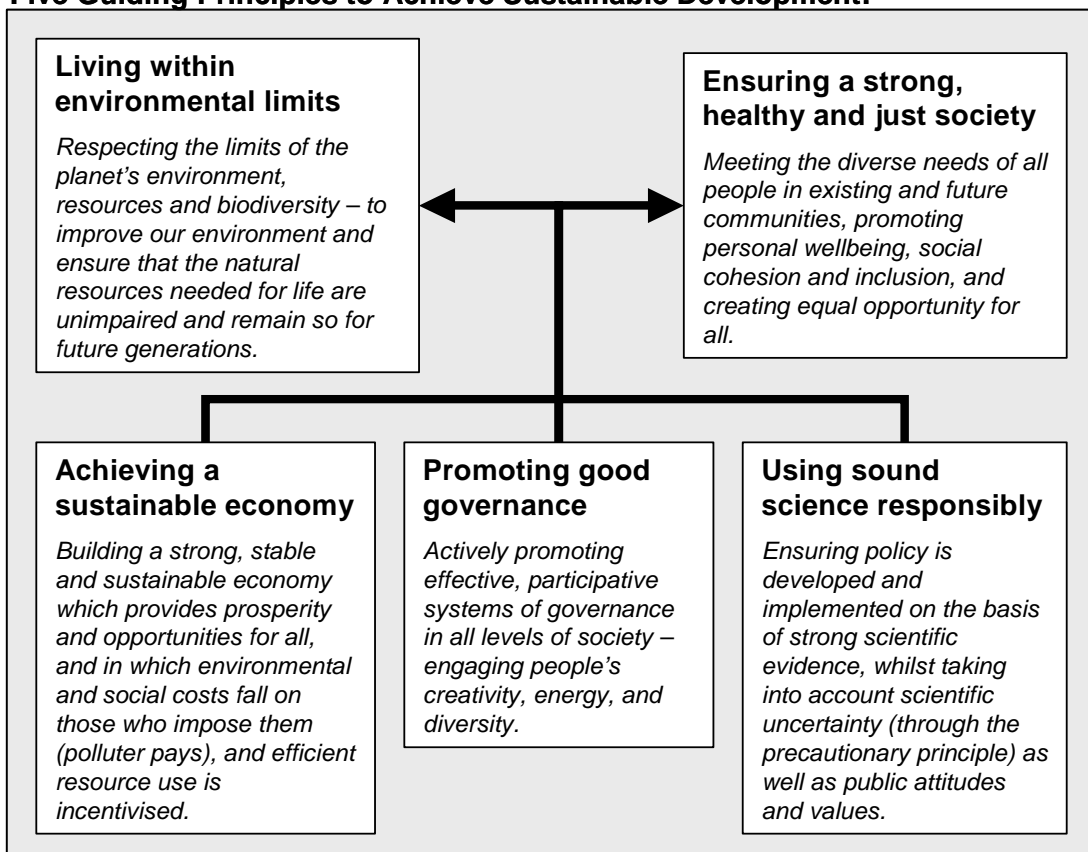 Five Guiding Principles to Achieve Sustainable Development:
Living within
environmental limits
Respecting the limits of the
planet's environment,
resources and biodiversity – to
improve our environment and
ensure that the natural
resources needed for life are
unimpaired and remain so for
future generations.
Ensuring a strong,
healthy and just society
Meeting the diverse needs of all
people in existing and future
communities, promoting
personal wellbeing, social
cohesion and inclusion, and
creating equal opportunity for
all.
Achieving a
sustainable economy
Building a strong, stable
and sustainable economy
which provides prosperity
and opportunities for all,
and in which environmental
and social costs fall on
those who impose them
(polluter pays), and efficient
resource use is
incentivised.
Promoting good
governance
Actively promoting
effective, participative
systems of governance
in all levels of society –
engaging people's
creativity, energy, and
diversity.
Using sound
science responsibly
Ensuring policy is
developed and
implemented on the basis
of strong scientific
evidence, whilst taking
into account scientific
uncertainty (through the
precautionary principle) as
well as public attitudes
and values.